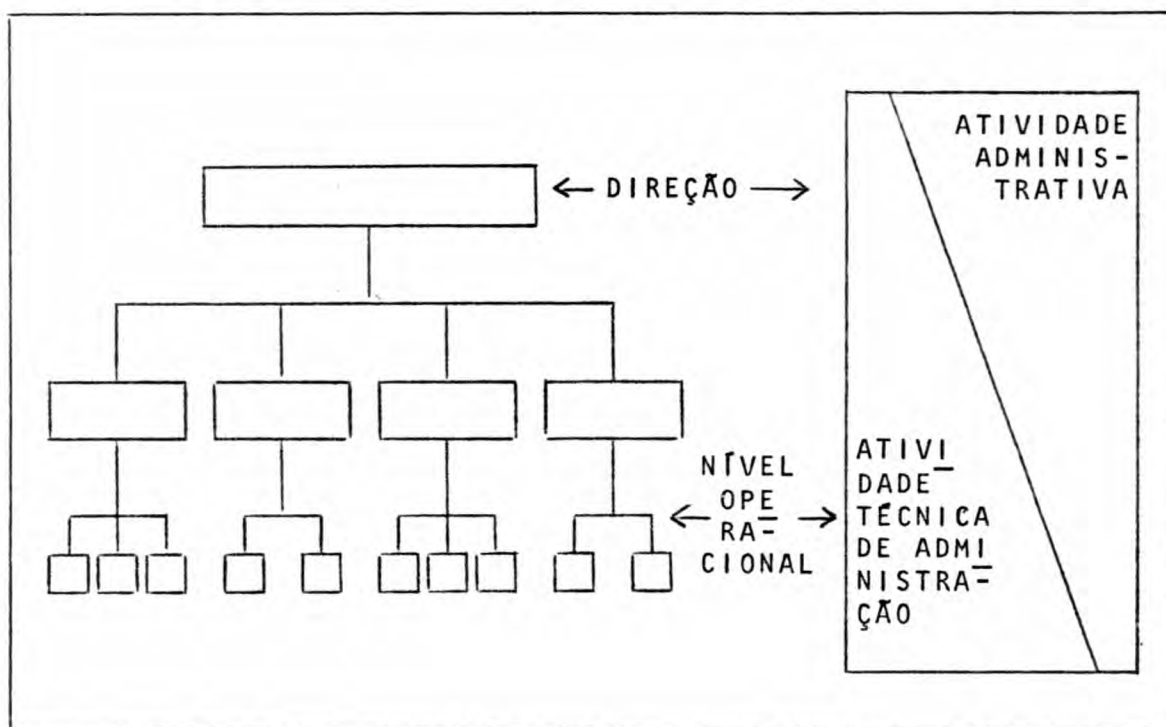 ATIVIDADE
ADMINIS-
TRATIVA
← DIREÇÃO →
NÍVEL
OPE
RA-
CIONAL
ATIVI
DADE
TÉCNICA
DE ADMI
NISTRA-
ÇÃO